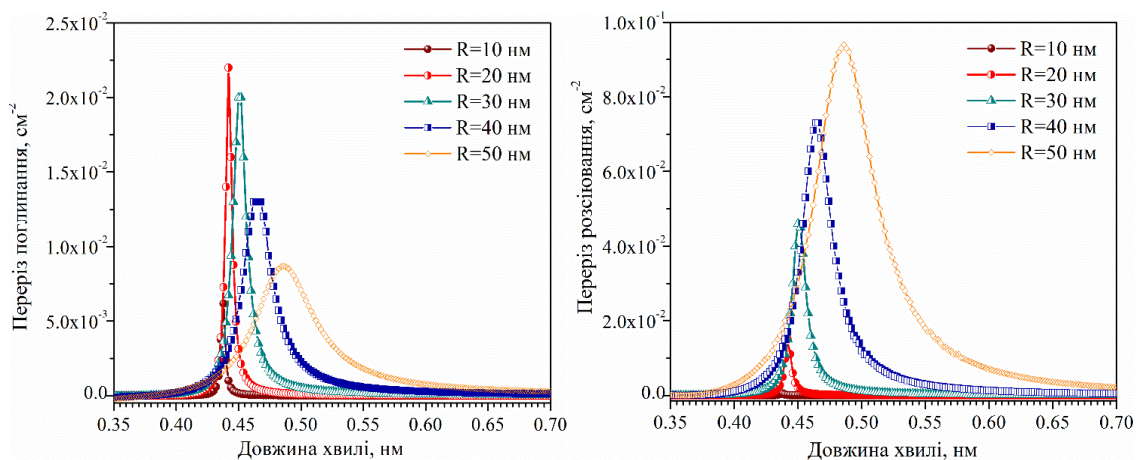 Переріз поглинання, см⁻²
2.5x10⁻²
2.0x10⁻²
1.5x10⁻²
1.0x10⁻²
5.0x10⁻³
0.0
R=10 нм
R=20 нм
R=30 нм
R=40 нм
R=50 нм
0.35 0.40 0.45 0.50 0.55 0.60 0.65 0.70
Довжина хвилі, нм
Переріз розсіювання, см⁻²
1.0x10⁻¹
8.0x10⁻²
6.0x10⁻²
4.0x10⁻²
2.0x10⁻²
0.0
R=10 нм
R=20 нм
R=30 нм
R=40 нм
R=50 нм
0.35 0.40 0.45 0.50 0.55 0.60 0.65 0.70
Довжина хвилі, нм